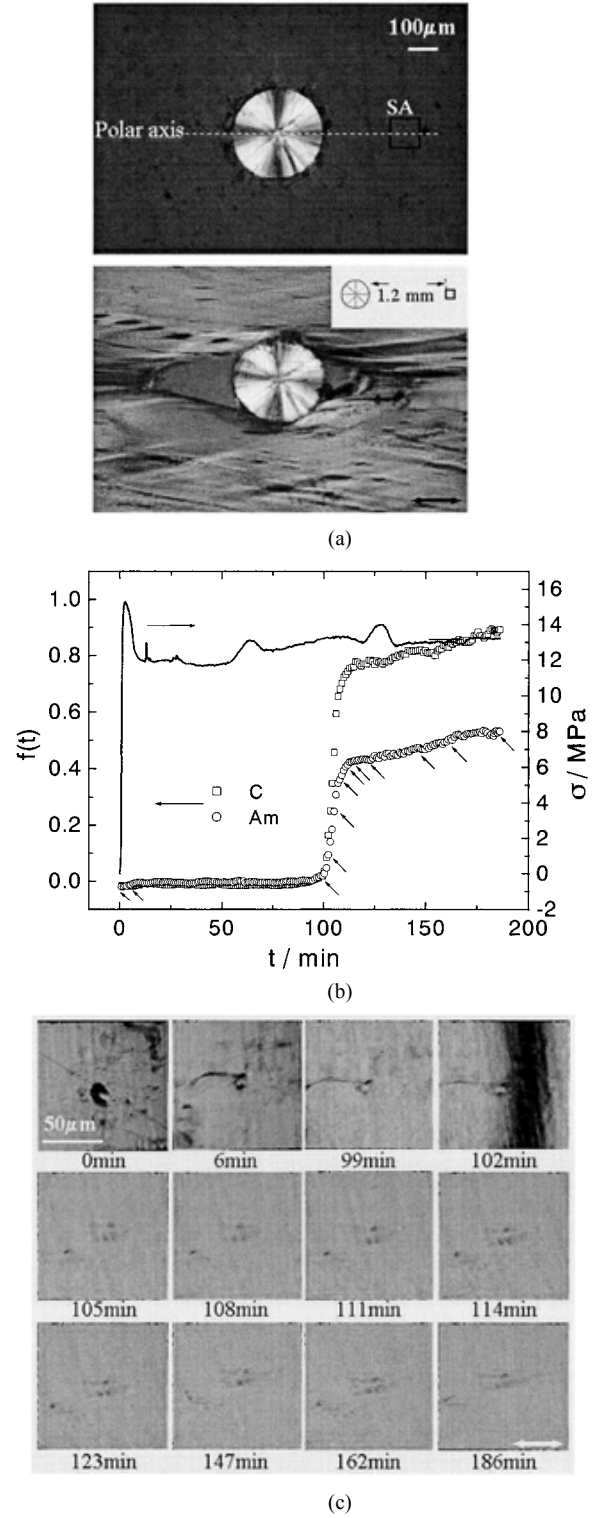 100μm
SA
Polar axis
1.2 mm
(a)
1.0
0.8
0.6
0.4
0.2
0.0
f(t)
C
Am
16
14
12
10
8
6
4
2
0
-2
σ / MPa
0 50 100 150 200
t / min
(b)
50μm
0min 6min 99min 102min
105min 108min 111min 114min
123min 147min 162min 186min
(c)